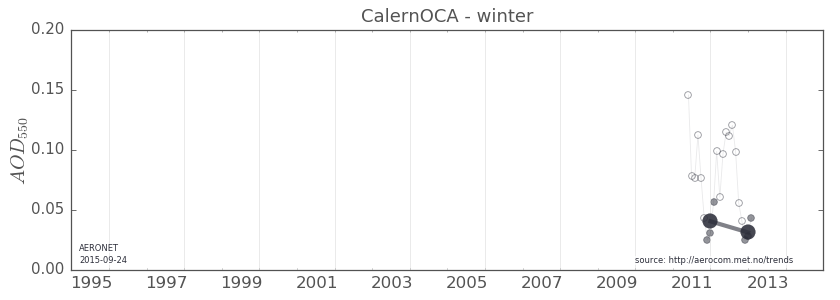 CalernOCA - winter
0.20
0.15
0.10
0.05
0.00
AOD550
AERONET
2015-09-24
source: http://aerocom.met.no/trends
1995 1997 1999 2001 2003 2005 2007 2009 2011 2013